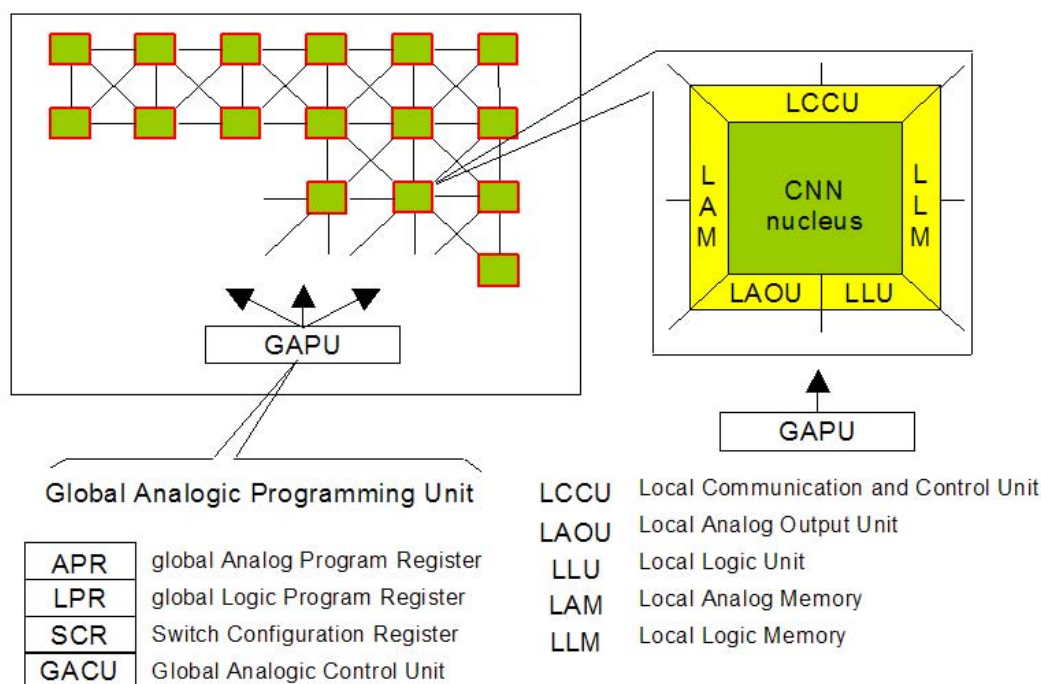 LCCU
L A M
CNN
nucleus
L L M
LAOU
LLU
GAPU
GAPU
Global Analogic Programming Unit
APR global Analog Program Register
LPR global Logic Program Register
SCR Switch Configuration Register
GACU Global Analogic Control Unit
LCCU Local Communication and Control Unit
LAOU Local Analog Output Unit
LLU Local Logic Unit
LAM Local Analog Memory
LLM Local Logic Memory